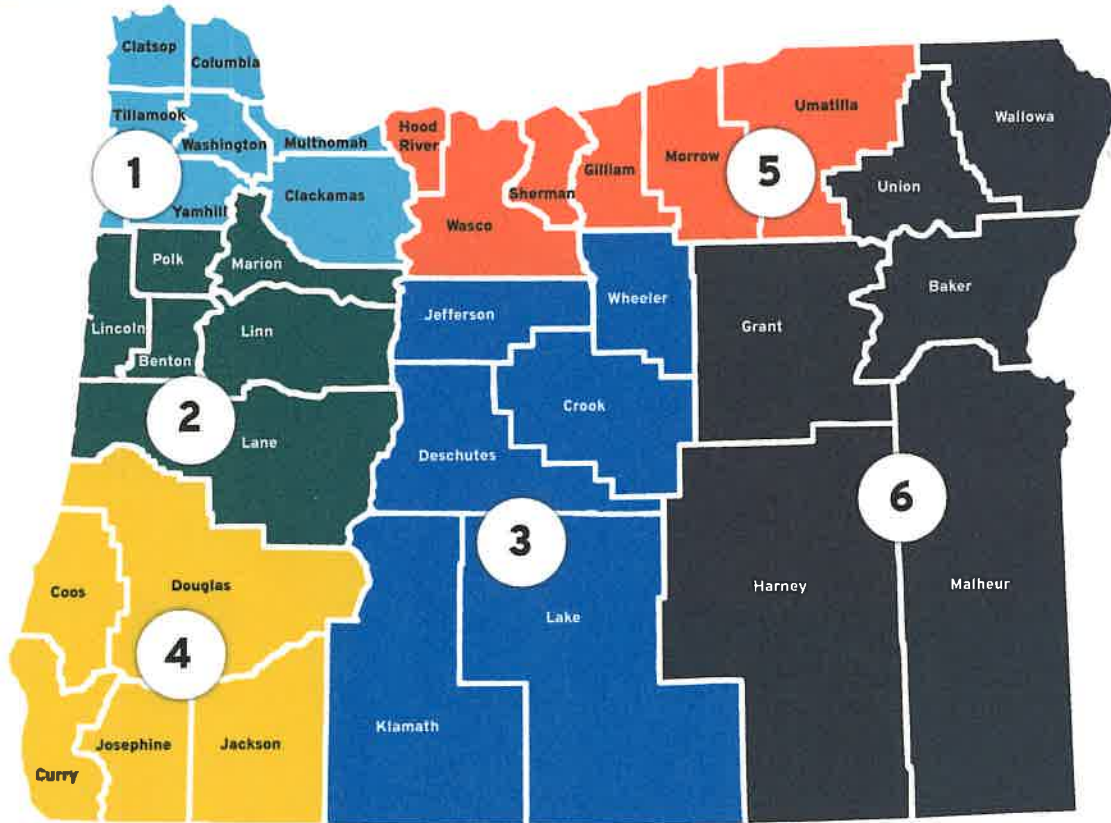 Clatsop
Columbia
Tillamook
Washington
Multnomah
1
Yamhill
Clackamas
Hood
River
Wasco
Sherman
Gilliam
Morrow
Umatilla
5
Wallowa
Union
Polk
Marion
Lincoln
Benton
Linn
2
Lane
Jefferson
Wheeler
Crook
Deschutes
3
Grant
Baker
6
Harney
Malheur
Coos
Douglas
4
Curry
Josephine
Jackson
Klamath
Lake